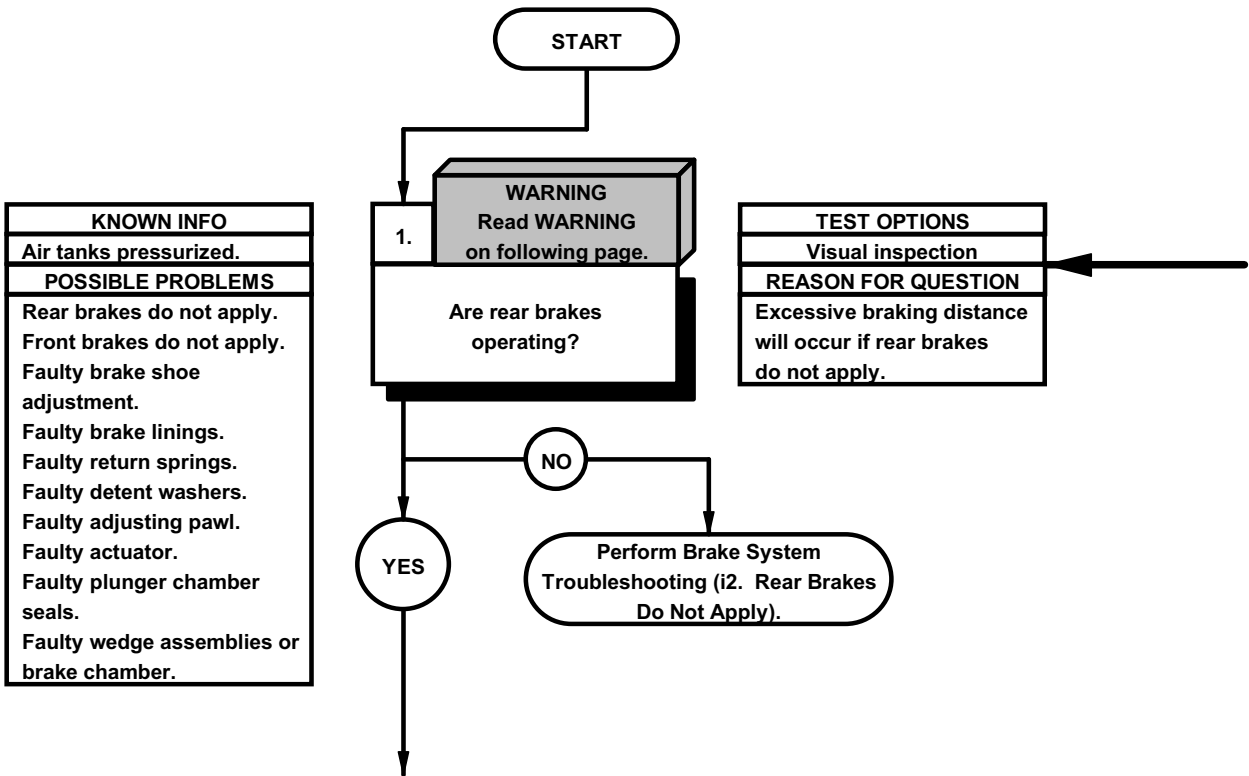 START
KNOWN INFO
Air tanks pressurized.
POSSIBLE PROBLEMS
Rear brakes do not apply.
Front brakes do not apply.
Faulty brake shoe
adjustment.
Faulty brake linings.
Faulty return springs.
Faulty detent washers.
Faulty adjusting pawl.
Faulty actuator.
Faulty plunger chamber
seals.
Faulty wedge assemblies or
brake chamber.
1.
WARNING
Read WARNING
on following page.
Are rear brakes
operating?
TEST OPTIONS
Visual inspection
REASON FOR QUESTION
Excessive braking distance
will occur if rear brakes
do not apply.
NO
YES
Perform Brake System
Troubleshooting (i2. Rear Brakes
Do Not Apply).